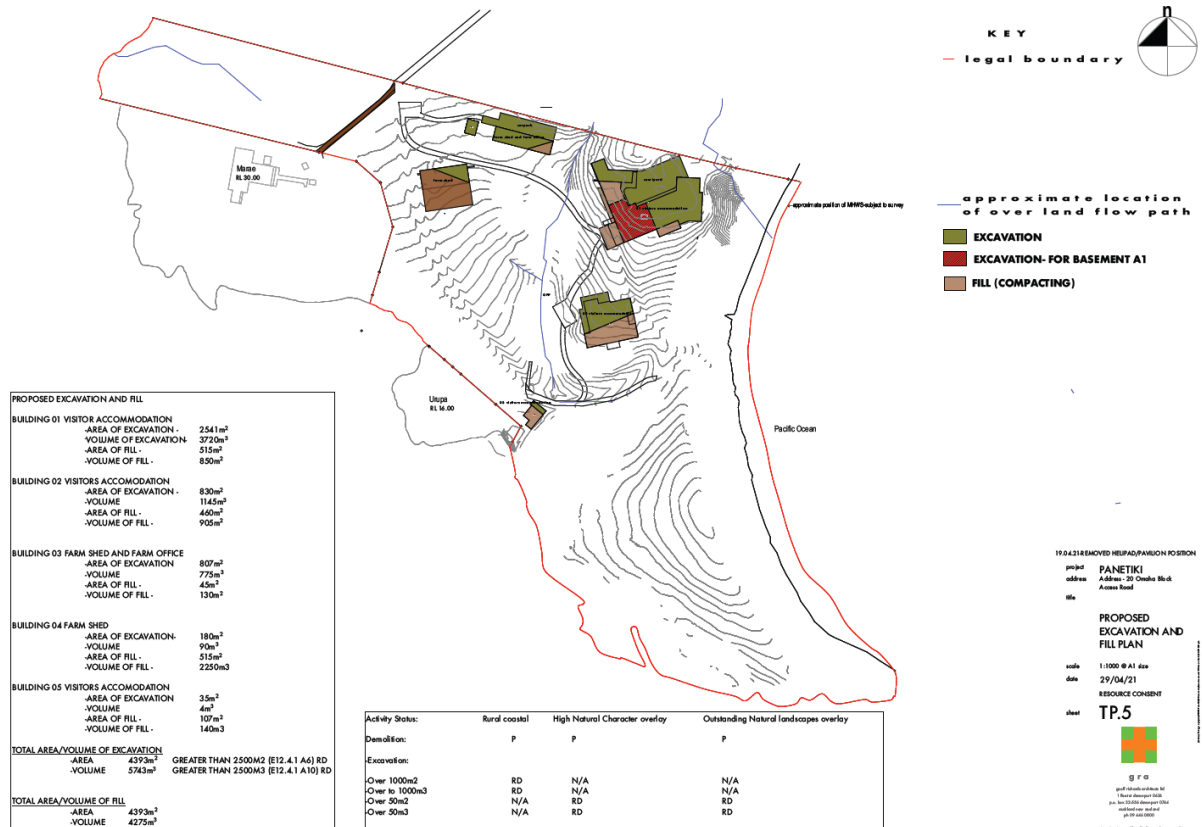 n
KEY
legal boundary
approximate location
of over land flow path
EXCAVATION
EXCAVATION- FOR BASEMENT A1
FILL (COMPACTING)
approximate position of MHWS-subject to survey
Marae
RL 30.00
Urupa
RL 16.00
Pacific Ocean
PROPOSED EXCAVATION AND FILL
BUILDING 01 VISITOR ACCOMMODATION
-AREA OF EXCAVATION - 2541m²
-VOLUME OF EXCAVATION- 3720m³
-AREA OF FILL - 515m²
-VOLUME OF FILL - 850m²
BUILDING 02 VISITORS ACCOMODATION
-AREA OF EXCAVATION - 830m²
-VOLUME 1145m³
-AREA OF FILL - 460m²
-VOLUME OF FILL - 905m²
BUILDING 03 FARM SHED AND FARM OFFICE
-AREA OF EXCAVATION 807m²
-VOLUME 775m³
-AREA OF FILL - 45m²
-VOLUME OF FILL - 130m²
BUILDING 04 FARM SHED
-AREA OF EXCAVATION- 180m²
-VOLUME 90m³
-AREA OF FILL - 515m²
-VOLUME OF FILL - 2250m3
BUILDING 05 VISITORS ACCOMODATION
-AREA OF EXCAVATION 35m²
-VOLUME 4m³
-AREA OF FILL - 107m²
-VOLUME OF FILL - 140m3
TOTAL AREA/VOLUME OF EXCAVATION
-AREA 4393m² GREATER THAN 2500M2 (E12.4.1 A6) RD
-VOLUME 5743m³ GREATER THAN 2500M3 (E12.4.1 A10) RD
TOTAL AREA/VOLUME OF FILL
-AREA 4393m²
-VOLUME 4275m³
Activity Status: Rural coastal High Natural Character overlay Outstanding Natural landscapes overlay
Demolition: P P P
-Excavation:
-Over 1000m2 RD N/A N/A
-Over to 1000m3 RD N/A N/A
-Over 50m2 N/A RD RD
-Over 50m3 N/A RD RD
19.04.21-REMOVED HELIPAD/PAVILION POSITION
project PANETIKI
address Address - 20 Omaha Block
Access Road
title
PROPOSED
EXCAVATION AND
FILL PLAN
scale 1:1000 @ A1 size
date 29/04/21
RESOURCE CONSENT
sheet TP.5
gra